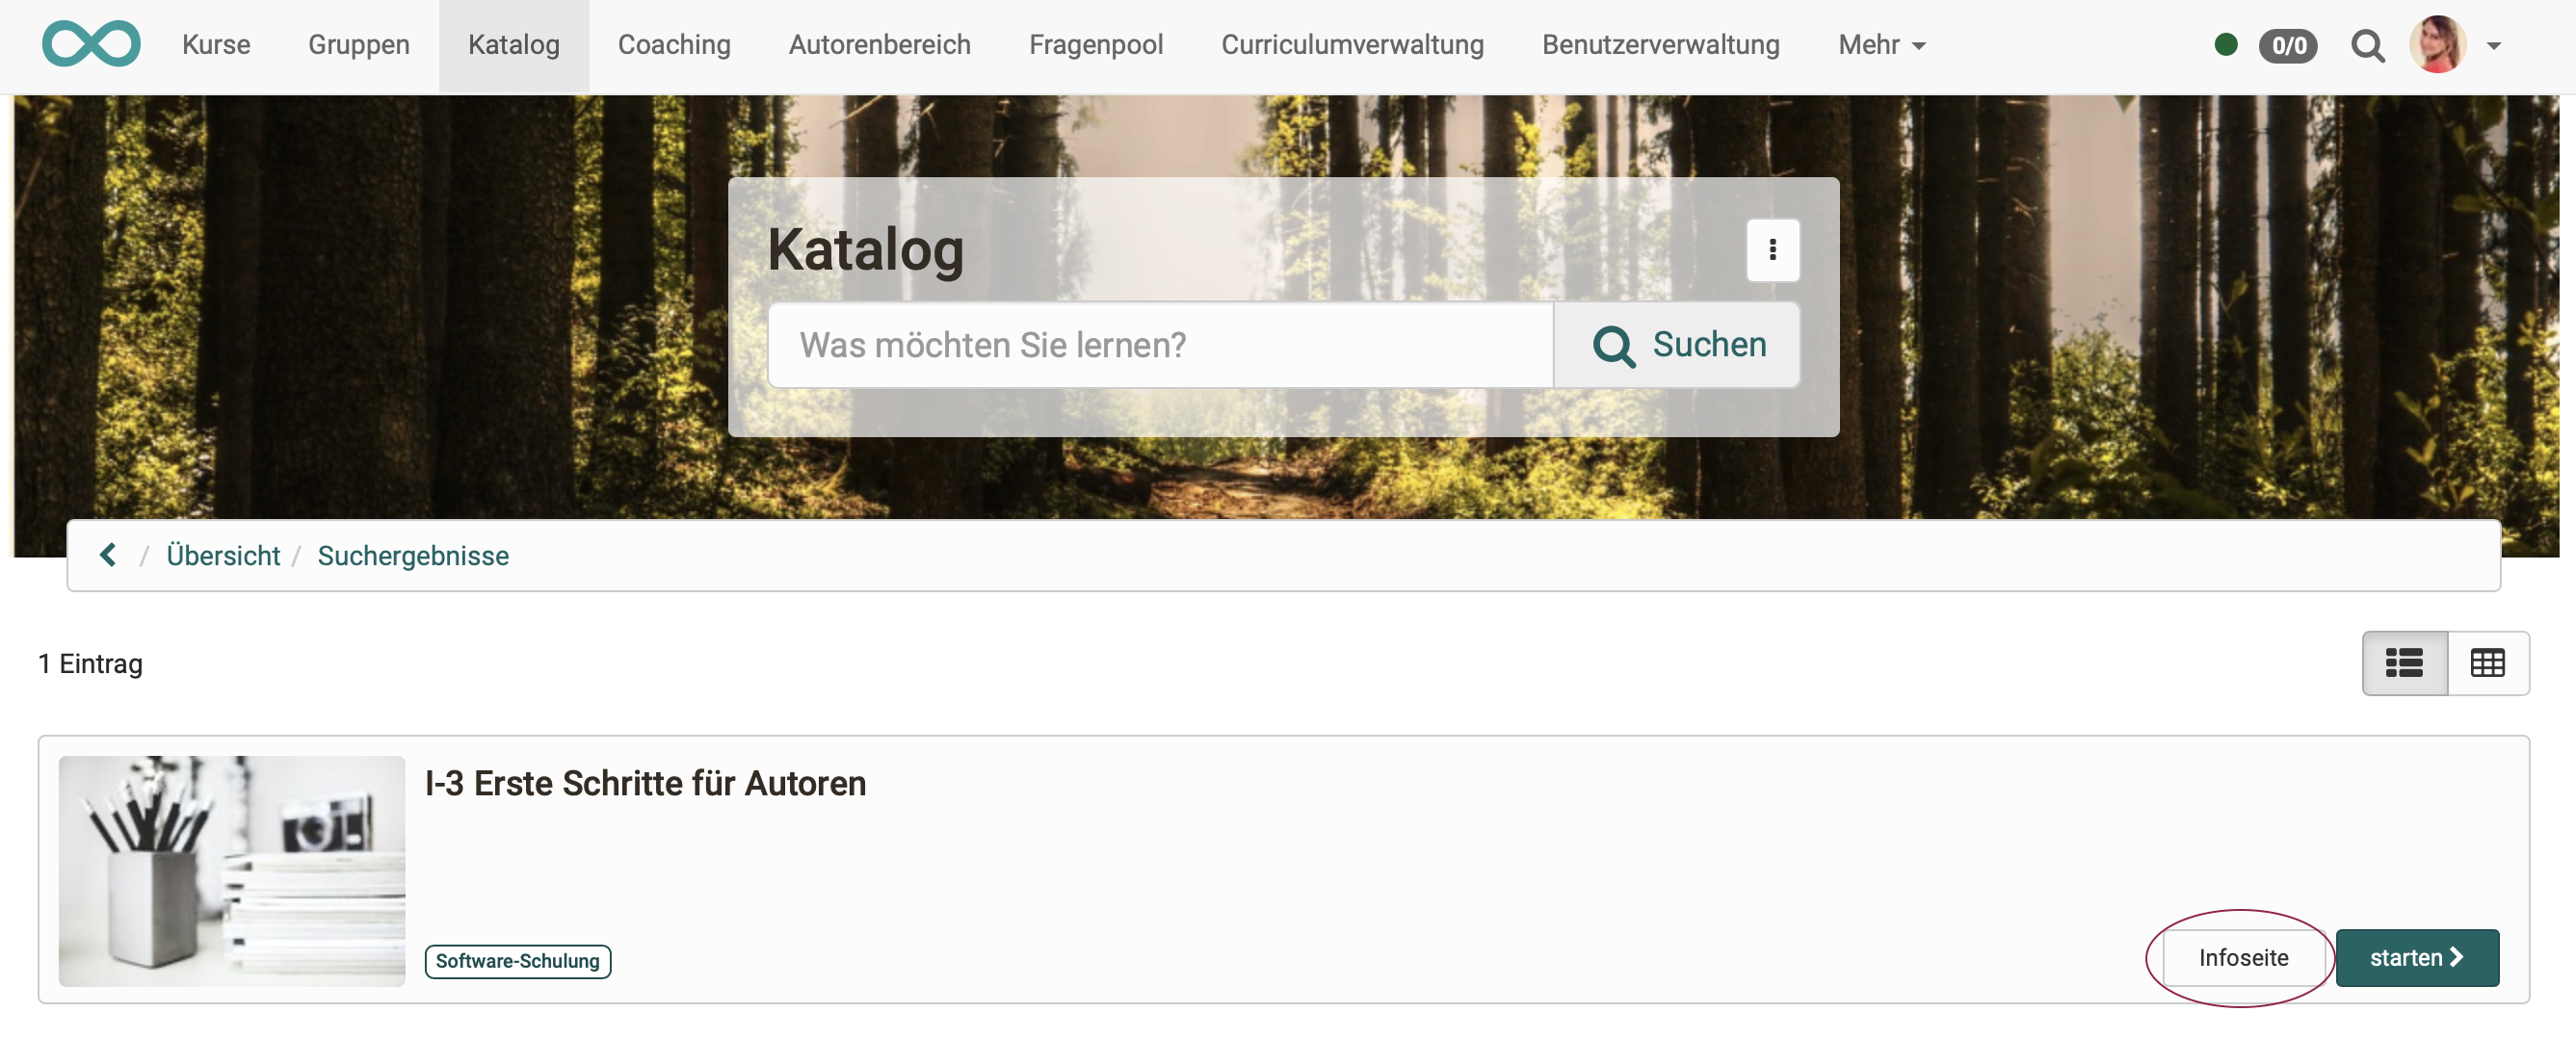 Kurse Gruppen Katalog Coaching Autorenbereich Fragenpool Curriculumverwaltung Benutzerverwaltung Mehr 0/0
Katalog
Was möchten Sie lernen? Suchen
/ Übersicht / Suchergebnisse
1 Eintrag
I-3 Erste Schritte für Autoren
Software-Schulung
Infoseite starten